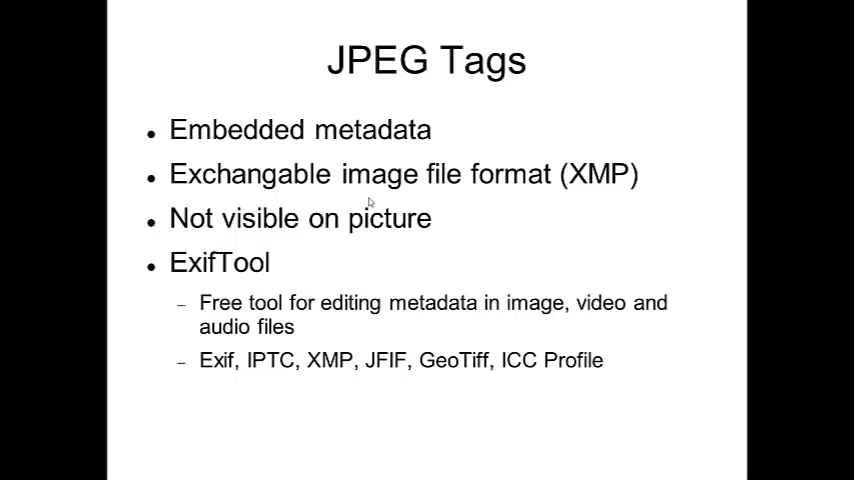 JPEG Tags
● Embedded metadata
● Exchangable image file format (XMP)
● Not visible on picture
● ExifTool
– Free tool for editing metadata in image, video and
audio files
– Exif, IPTC, XMP, JFIF, GeoTiff, ICC Profile